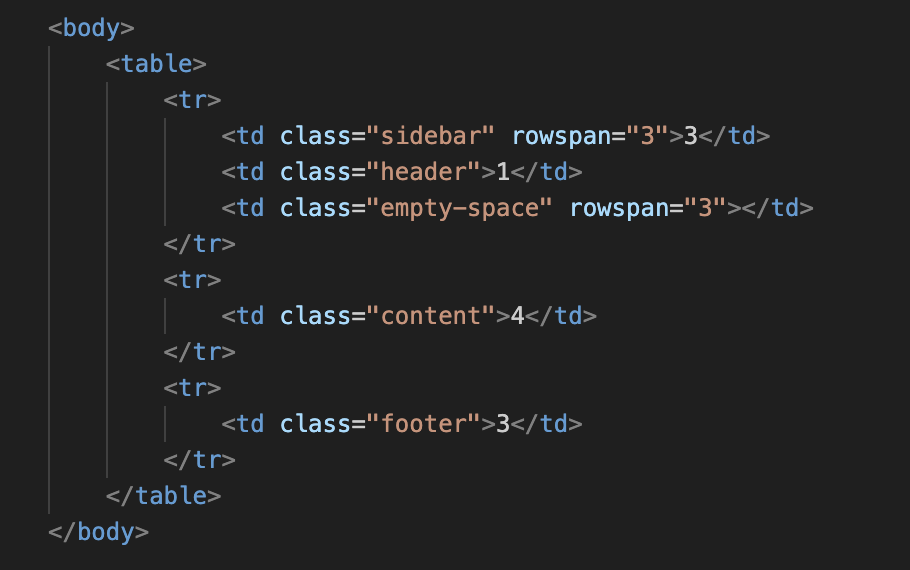 <body>
<table>
<tr>
<td class="sidebar" rowspan="3">3</td>
<td class="header">1</td>
<td class="empty-space" rowspan="3"></td>
</tr>
<tr>
<td class="content">4</td>
</tr>
<tr>
<td class="footer">3</td>
</tr>
</table>
</body>